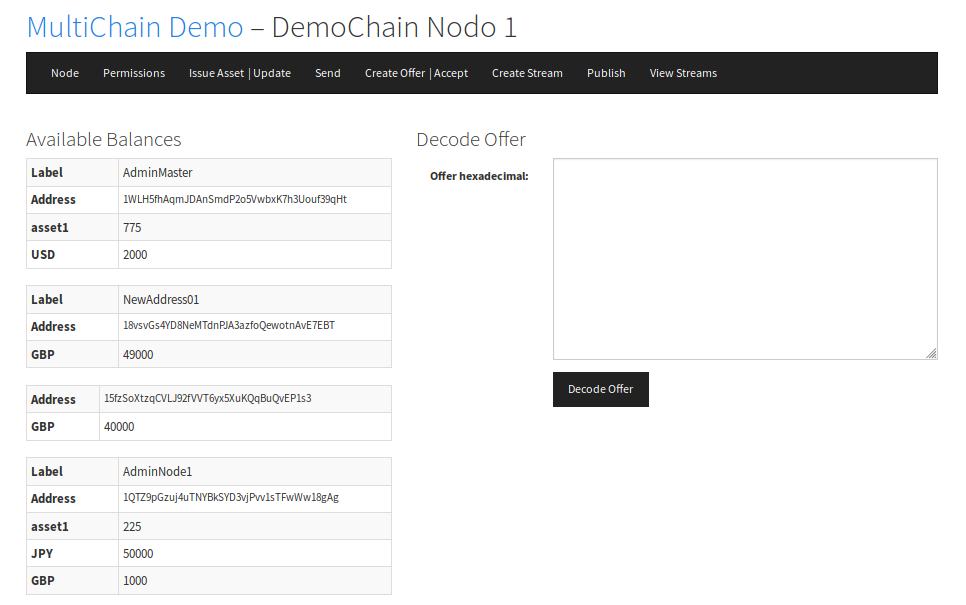 MultiChain Demo – DemoChain Nodo 1
Node Permissions Issue Asset | Update Send Create Offer | Accept Create Stream Publish View Streams
Available Balances
Label AdminMaster
Address 1WLH5fhAqmJDAnSmdP2o5VwbxK7h3Uouf39qHt
asset1 775
USD 2000
Label NewAddress01
Address 18vsvGs4YD8NeMTdnPJA3azfoQewotnAvE7EBT
GBP 49000
Address 15fzSoXtzqCVLJ92fVVT6yx5XuKQqBuQvEP1s3
GBP 40000
Label AdminNode1
Address 1QTZ9pGzuj4uTNYBkSYD3vjPvv1sTFwWw18gAg
asset1 225
JPY 50000
GBP 1000
Decode Offer
Offer hexadecimal:
Decode Offer